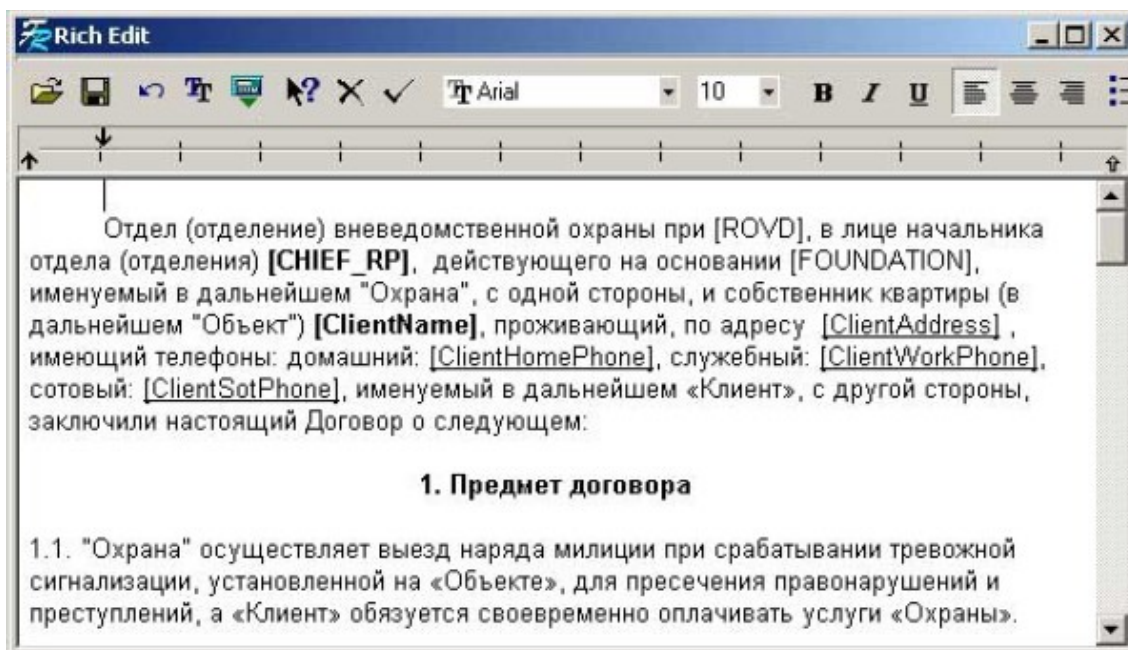 Rich Edit
Arial 10 B I U
Отдел (отделение) вневедомственной охраны при [ROVD], в лице начальника
отдела (отделения) [CHIEF_RP], действующего на основании [FOUNDATION],
именуемый в дальнейшем "Охрана", с одной стороны, и собственник квартиры (в
дальнейшем "Объект") [ClientName], проживающий, по адресу [ClientAddress] ,
имеющий телефоны: домашний: [ClientHomePhone], служебный: [ClientWorkPhone],
сотовый: [ClientSotPhone], именуемый в дальнейшем «Клиент», с другой стороны,
заключили настоящий Договор о следующем:
1. Предмет договора
1.1. "Охрана" осуществляет выезд наряда милиции при срабатывании тревожной
сигнализации, установленной на «Объекте», для пресечения правонарушений и
преступлений, а «Клиент» обязуется своевременно оплачивать услуги «Охраны».